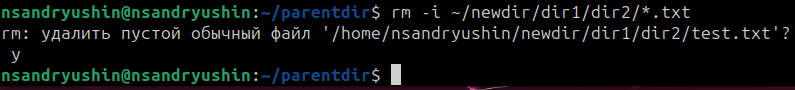 nsandryushin@nsandryushin:~/parentdir$ rm -i ~/newdir/dir1/dir2/*.txt
rm: удалить пустой обычный файл '/home/nsandryushin/newdir/dir1/dir2/test.txt'?
y
nsandryushin@nsandryushin:~/parentdir$